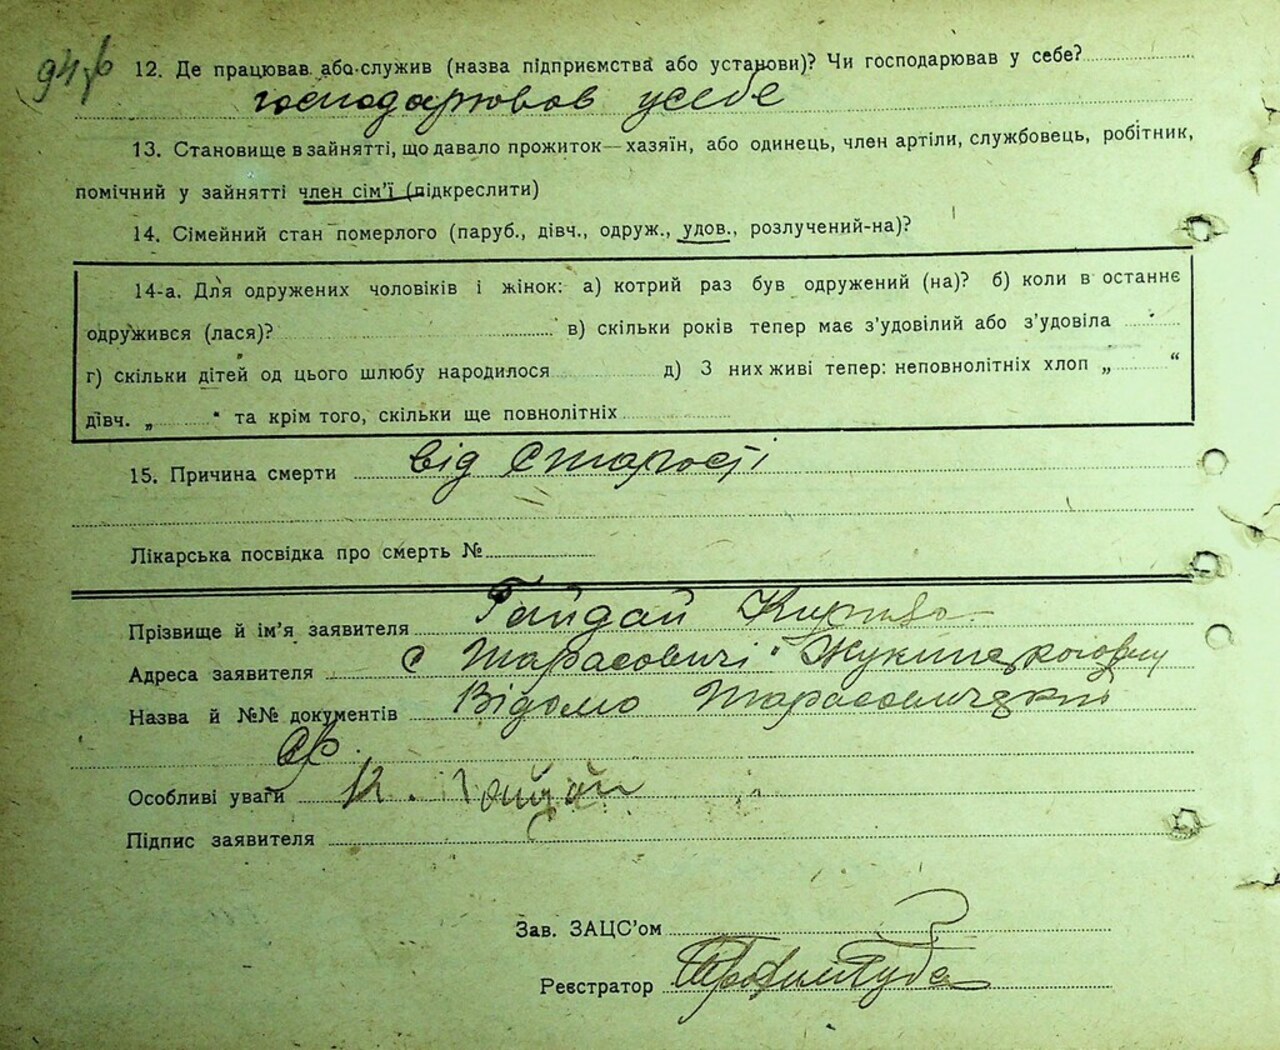 12. Де працював або служив (назва підприємства або установи)? Чи господарював у себе?
господарював усебе
13. Становище в зайнятті, що давало прожиток—хазяїн, або одинець, член артіли, службовець, робітник,
помічний у зайнятті член сім'ї (підкреслити)
14. Сімейний стан померлого (паруб., дівч., одруж., удов., розлучений-на)?
14-а. Для одружених чоловіків і жінок: а) котрий раз був одружений (на)? б) коли в останнє
одружився (лася)? в) скільки років тепер має з'удовілий або з'удовіла
г) скільки дітей од цього шлюбу народилося д) З них живі тепер: неповнолітніх хлоп „ “
дівч. „ “ та крім того, скільки ще повнолітніх
15. Причина смерти від старості
Лікарська посвідка про смерть №
Прізвище й ім'я заявителя Гайдай
Адреса заявителя с Тарасовичі
Назва й №№ документів Відомо
Особливі уваги К. Гайдай
Підпис заявителя
Зав. ЗАЦС'ом
Реєстратор